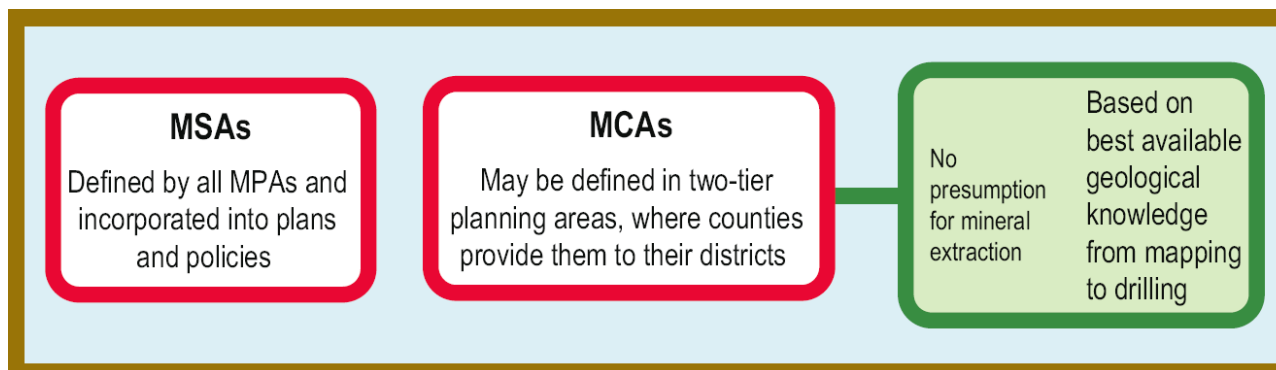 MSAs
Defined by all MPAs and
incorporated into plans
and policies
MCAs
May be defined in two-tier
planning areas, where counties
provide them to their districts
No
presumption
for mineral
extraction
Based on
best available
geological
knowledge
from mapping
to drilling